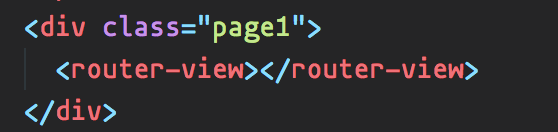 <div class="page1">
<router-view></router-view>
</div>